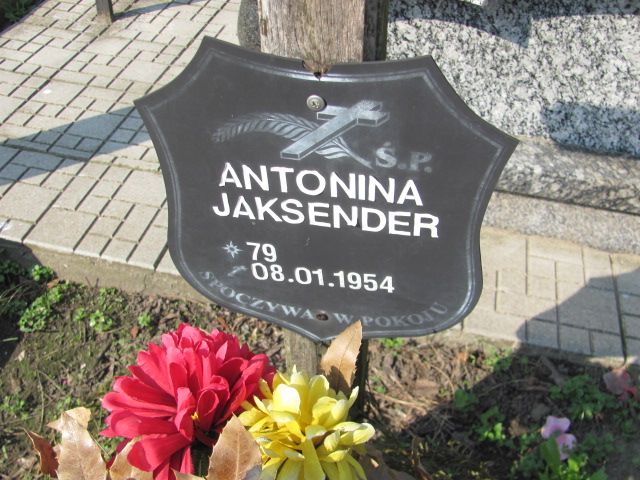 Ś.P.
ANTONINA
JAKSENDER
79
08.01.1954
SPOCZYWA W POKOJU